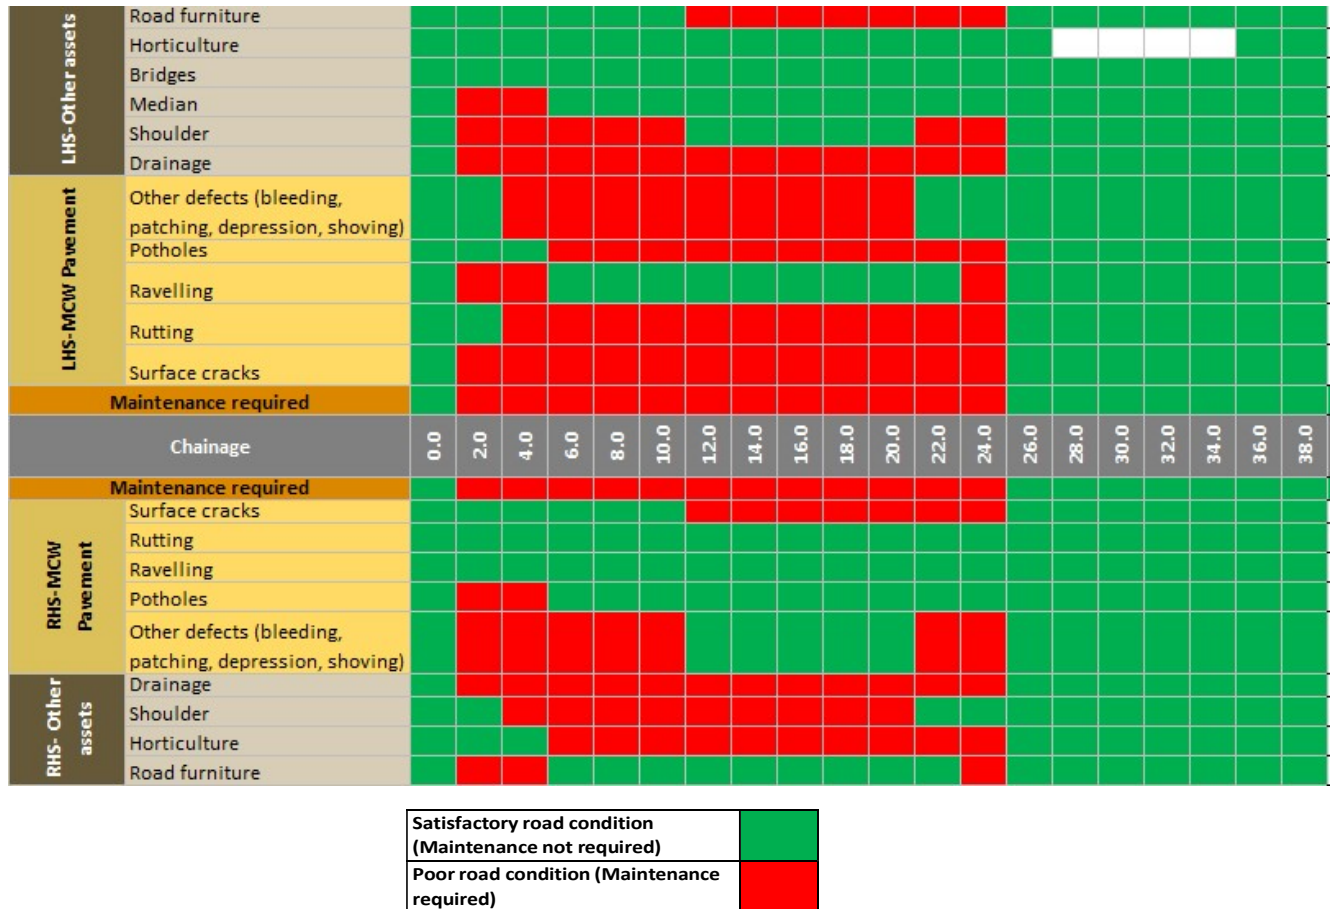 LHS-Other assets
Road furniture
Horticulture
Bridges
Median
Shoulder
Drainage
LHS-MCW Pavement
Other defects (bleeding,
patching, depression, shoving)
Potholes
Ravelling
Rutting
Surface cracks
Maintenance required
Chainage 0.0 2.0 4.0 6.0 8.0 10.0 12.0 14.0 16.0 18.0 20.0 22.0 24.0 26.0 28.0 30.0 32.0 34.0 36.0 38.0
Maintenance required
RHS-MCW
Pavement
Surface cracks
Rutting
Ravelling
Potholes
Other defects (bleeding,
patching, depression, shoving)
RHS- Other
assets
Drainage
Shoulder
Horticulture
Road furniture
Satisfactory road condition
(Maintenance not required)
Poor road condition (Maintenance
required)